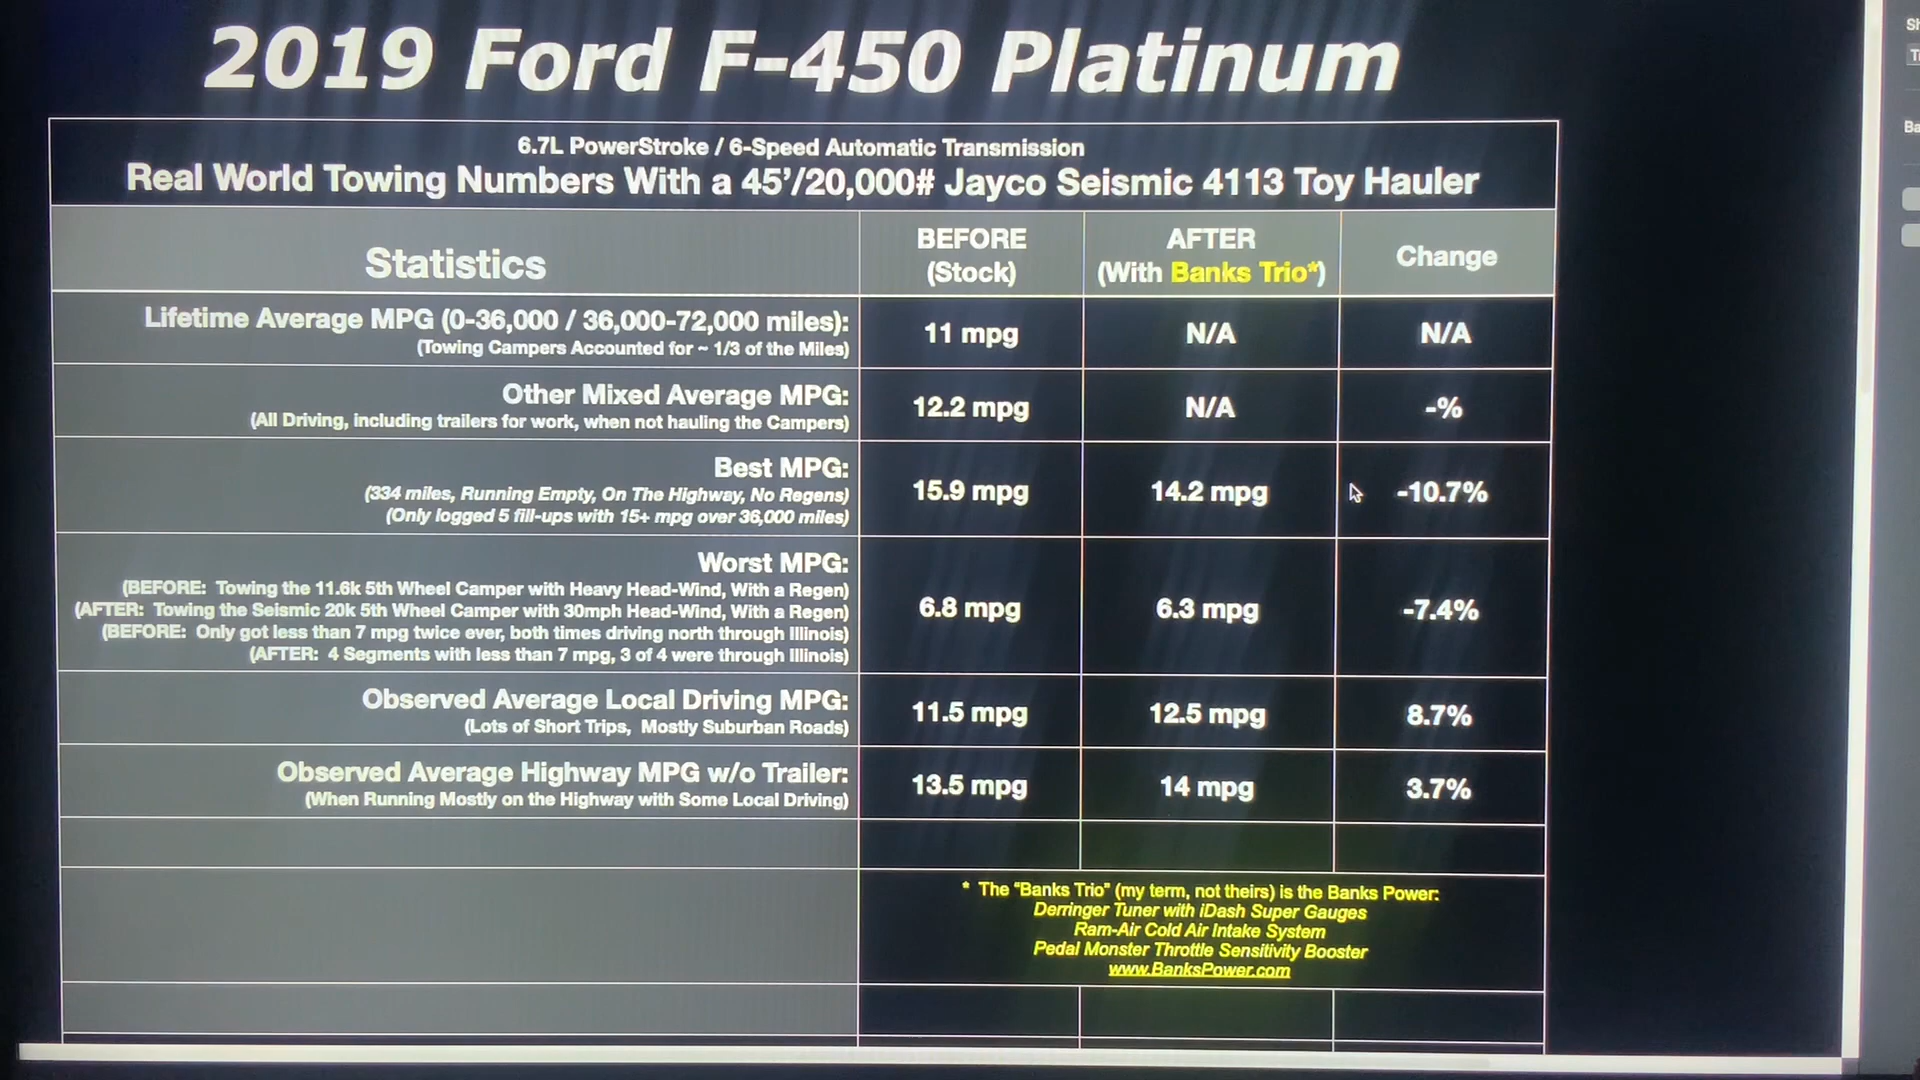 2019 Ford F-450 Platinum
6.7L PowerStroke / 6-Speed Automatic Transmission
Real World Towing Numbers With a 45'/20,000# Jayco Seismic 4113 Toy Hauler
Statistics
BEFORE
(Stock)
AFTER
(With Banks Trio*)
Change
Lifetime Average MPG (0-36,000 / 36,000-72,000 miles):
(Towing Campers Accounted for ~ 1/3 of the Miles)
11 mpg
N/A
N/A
Other Mixed Average MPG:
(All Driving, including trailers for work, when not hauling the Campers)
12.2 mpg
N/A
-%
Best MPG:
(334 miles, Running Empty, On The Highway, No Regens)
(Only logged 5 fill-ups with 15+ mpg over 36,000 miles)
15.9 mpg
14.2 mpg
-10.7%
Worst MPG:
(BEFORE: Towing the 11.6k 5th Wheel Camper with Heavy Head-Wind, With a Regen)
(AFTER: Towing the Seismic 20k 5th Wheel Camper with 30mph Head-Wind, With a Regen)
(BEFORE: Only got less than 7 mpg twice ever, both times driving north through Illinois)
(AFTER: 4 Segments with less than 7 mpg, 3 of 4 were through Illinois)
6.8 mpg
6.3 mpg
-7.4%
Observed Average Local Driving MPG:
(Lots of Short Trips, Mostly Suburban Roads)
11.5 mpg
12.5 mpg
8.7%
Observed Average Highway MPG w/o Trailer:
(When Running Mostly on the Highway with Some Local Driving)
13.5 mpg
14 mpg
3.7%
* The "Banks Trio" (my term, not theirs) is the Banks Power:
Derringer Tuner with iDash Super Gauges
Ram-Air Cold Air Intake System
Pedal Monster Throttle Sensitivity Booster
www.BanksPower.com